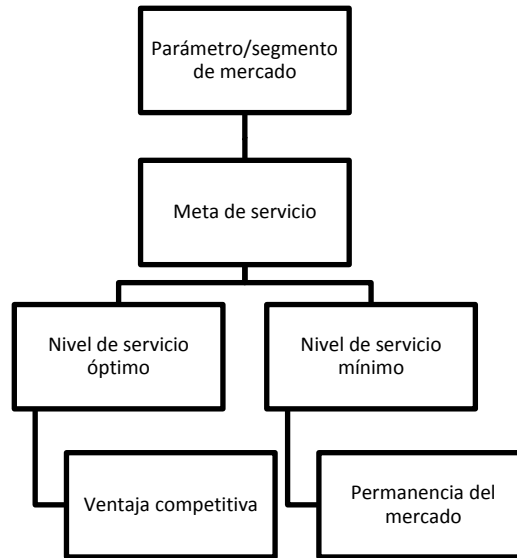 Parámetro/segmento
de mercado
Meta de servicio
Nivel de servicio
óptimo
Nivel de servicio
mínimo
Ventaja competitiva
Permanencia del
mercado